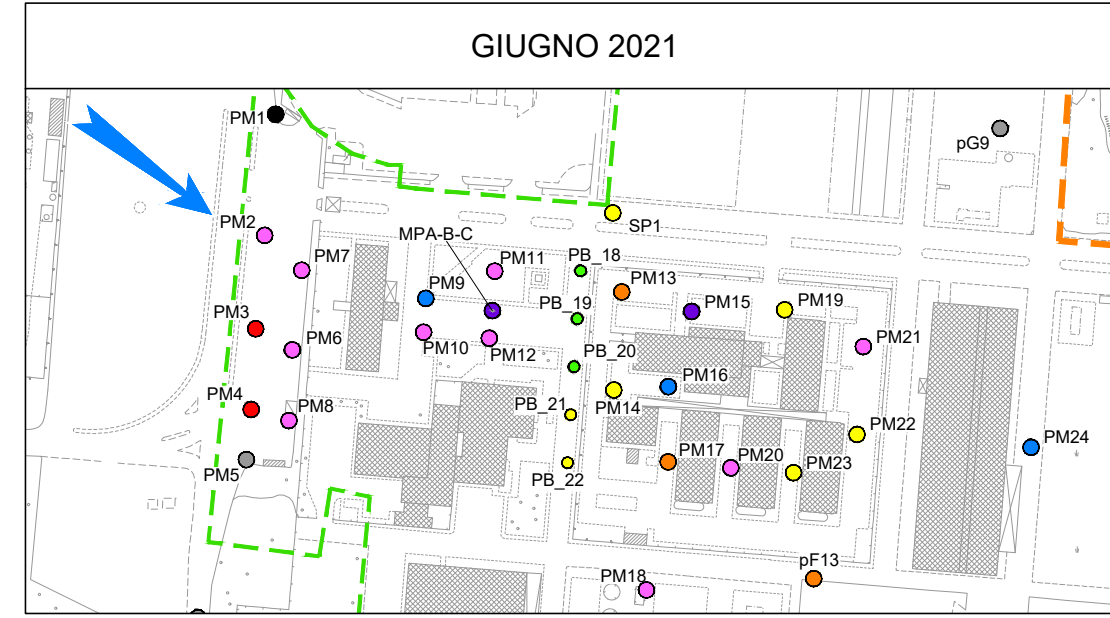 GIUGNO 2021
PM1
pG9
PM2
SP1
MPA-B-C
PM7
PM11
PB_18
PM13
PM9
PB_19
PM15
PM19
PM3
PM6
PM10
PM12
PB_20
PM21
PM16
PM4
PM8
PB_21
PM14
PM22
PM24
PM5
PB_22
PM17
PM20
PM23
pF13
PM18